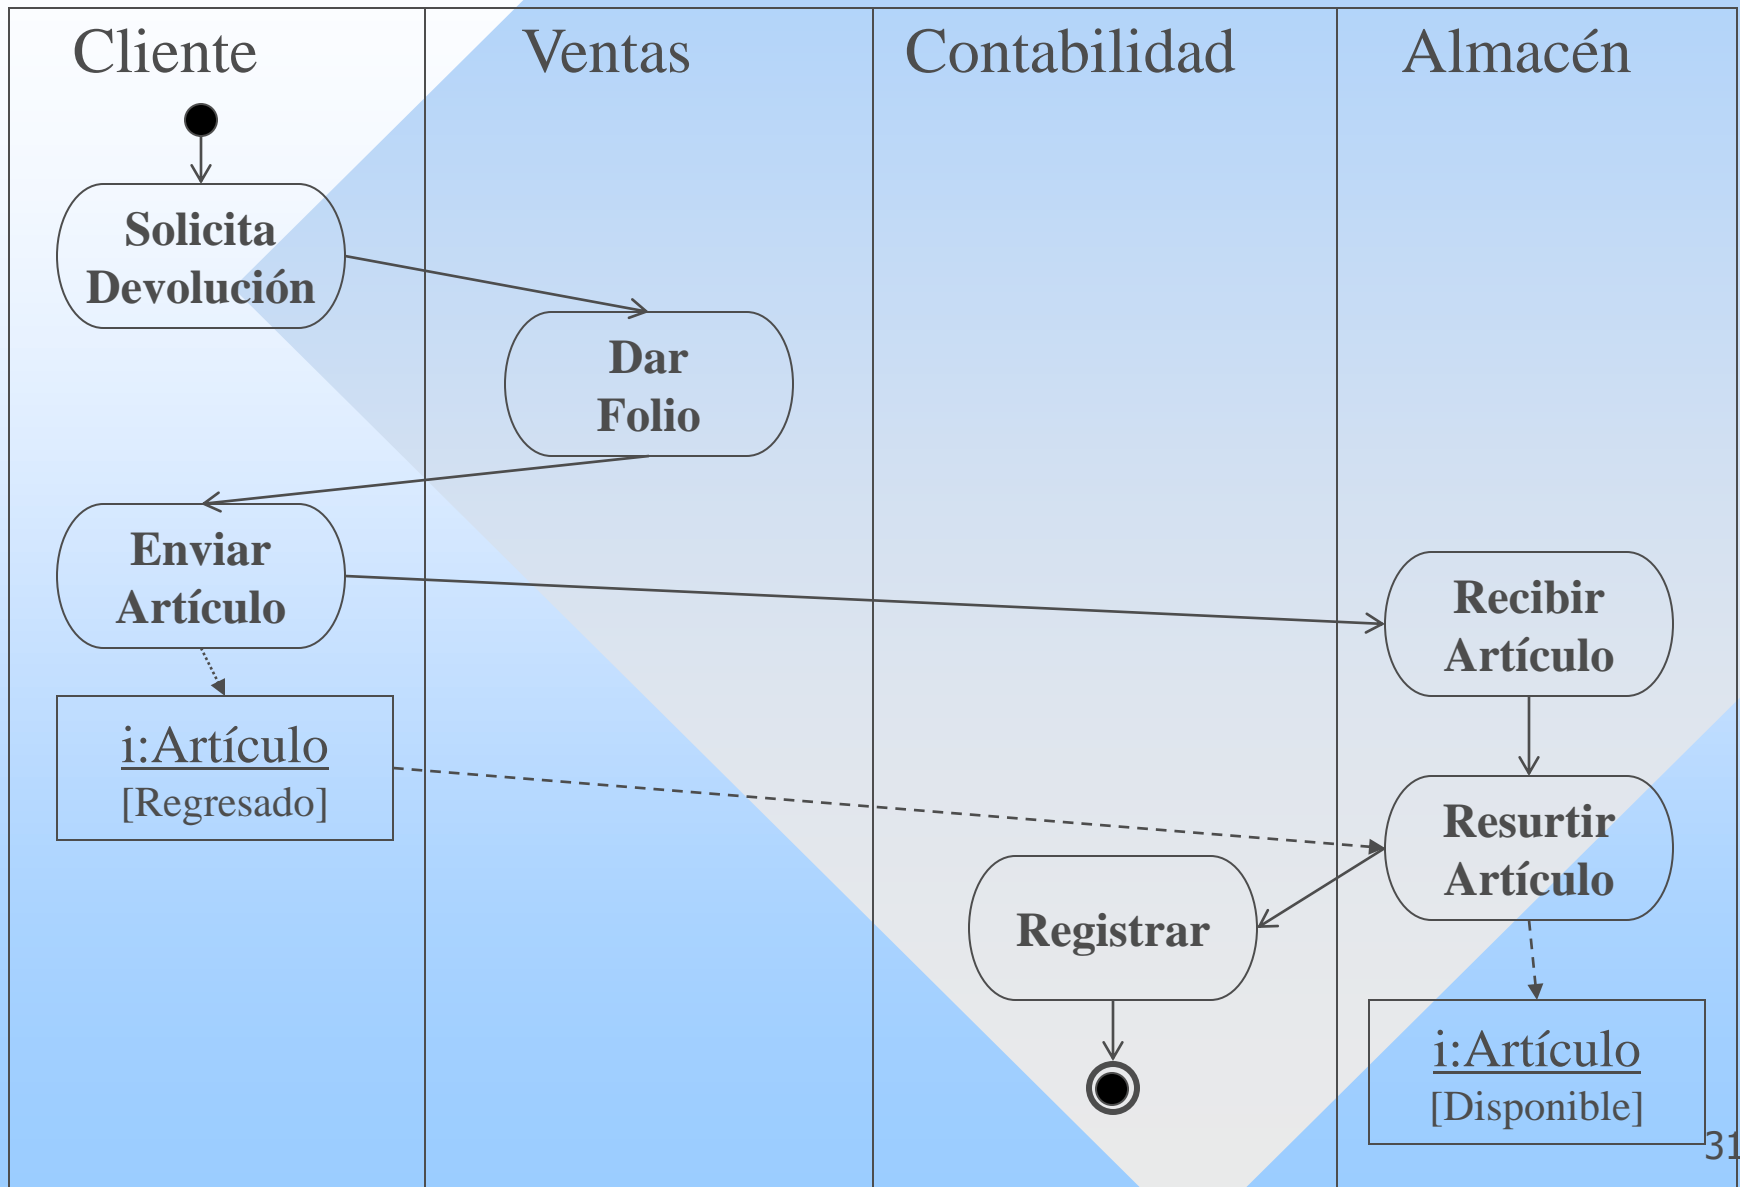 Cliente
Ventas
Contabilidad
Almacén
Solicita
Devolución
Dar
Folio
Enviar
Artículo
Recibir
Artículo
i:Artículo
[Regresado]
Resurtir
Artículo
Registrar
i:Artículo
[Disponible]
31